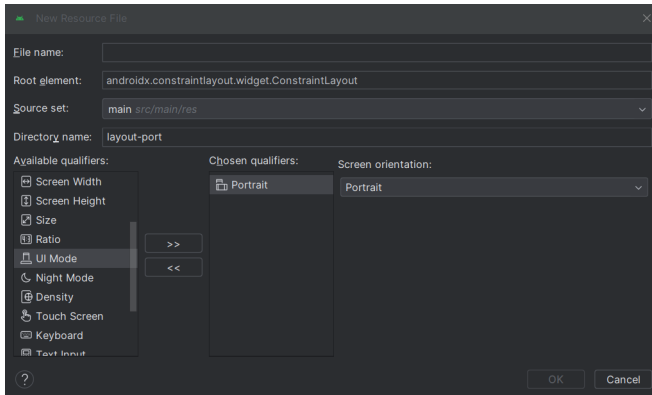 New Resource File
File name:
Root element: androidx.constraintlayout.widget.ConstraintLayout
Source set: main src/main/res
Directory name: layout-port
Available qualifiers:
Screen Width
Screen Height
Size
Ratio
UI Mode
Night Mode
Density
Touch Screen
Keyboard
Text Input
>>
<<
Chosen qualifiers:
Portrait
Screen orientation:
Portrait
?
OK
Cancel